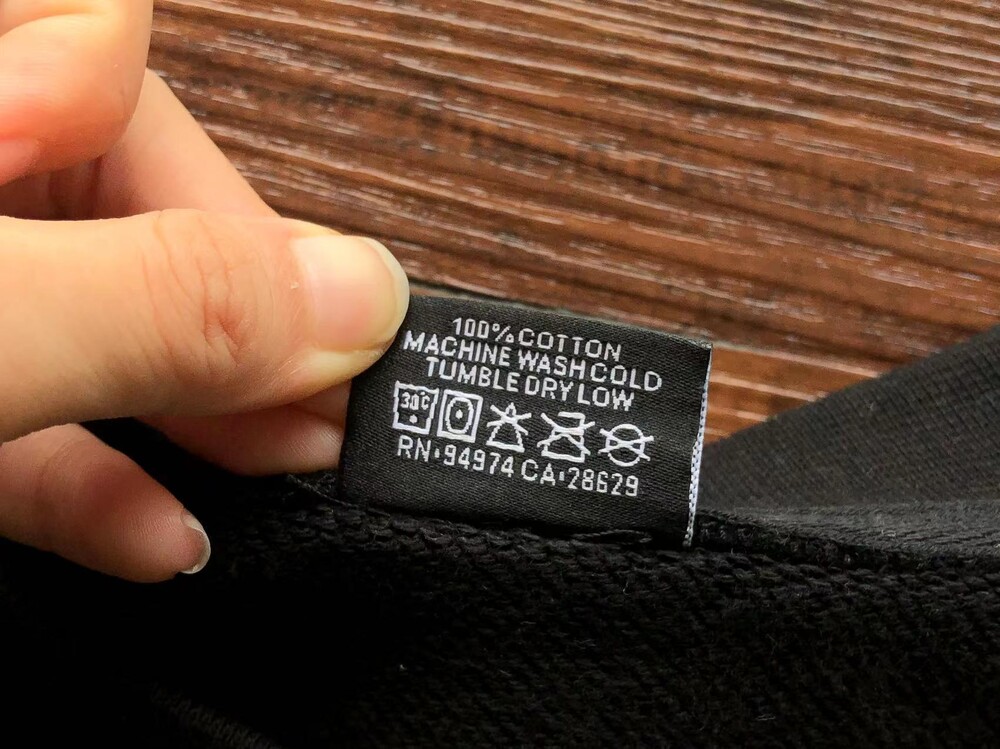 100% COTTON
MACHINE WASH COLD
TUMBLE DRY LOW
30°C
RN·94974 CA·28629